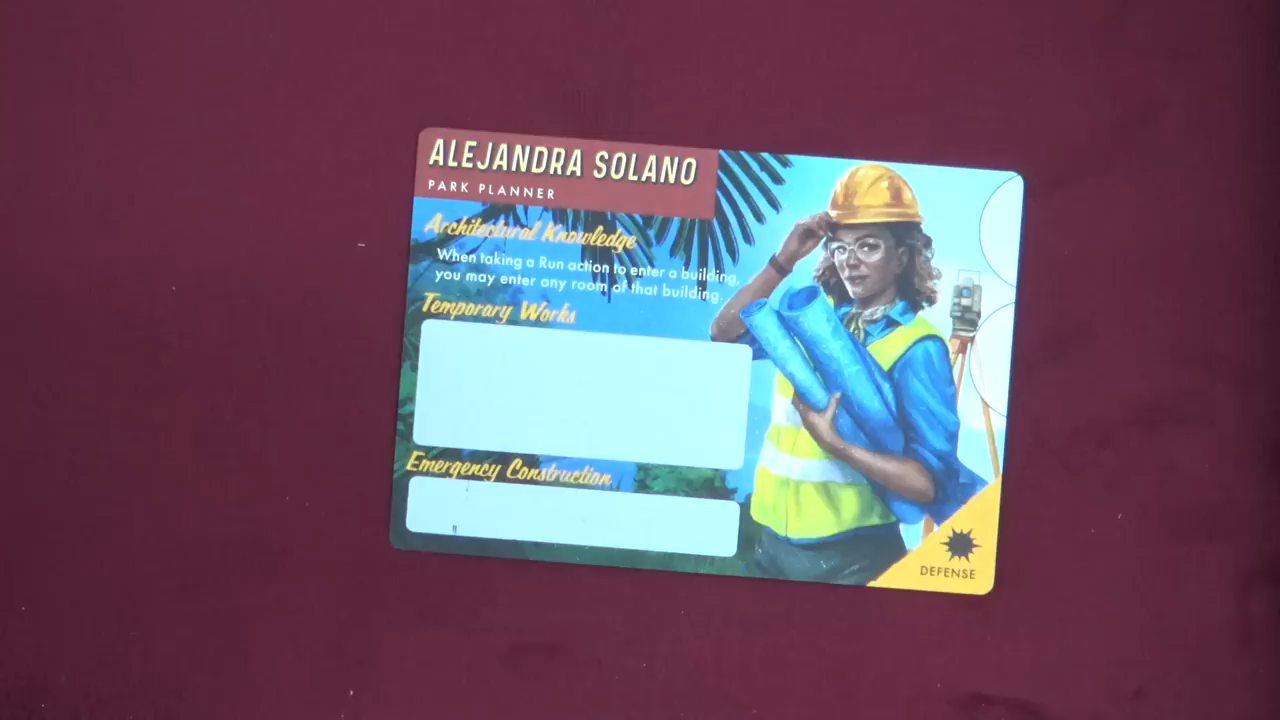 ALEJANDRA SOLANO
PARK PLANNER
Architectural Knowledge
When taking a Run action to enter a building,
you may enter any room of that building.
Temporary Works
Emergency Construction
DEFENSE